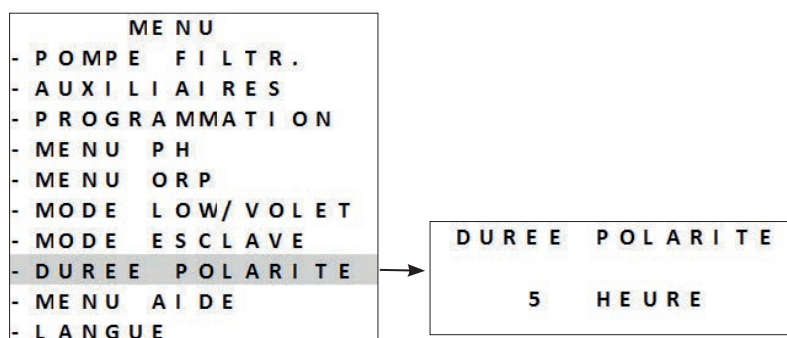 MENU
- POMPE FILTR.
- AUXILIAIRES
- PROGRAMMATION
- MENU PH
- MENU ORP
- MODE LOW/VOLET
- MODE ESCLAVE
- DUREE POLARITE
- MENU AIDE
- LANGUE
DUREE POLARITE
5 HEURE